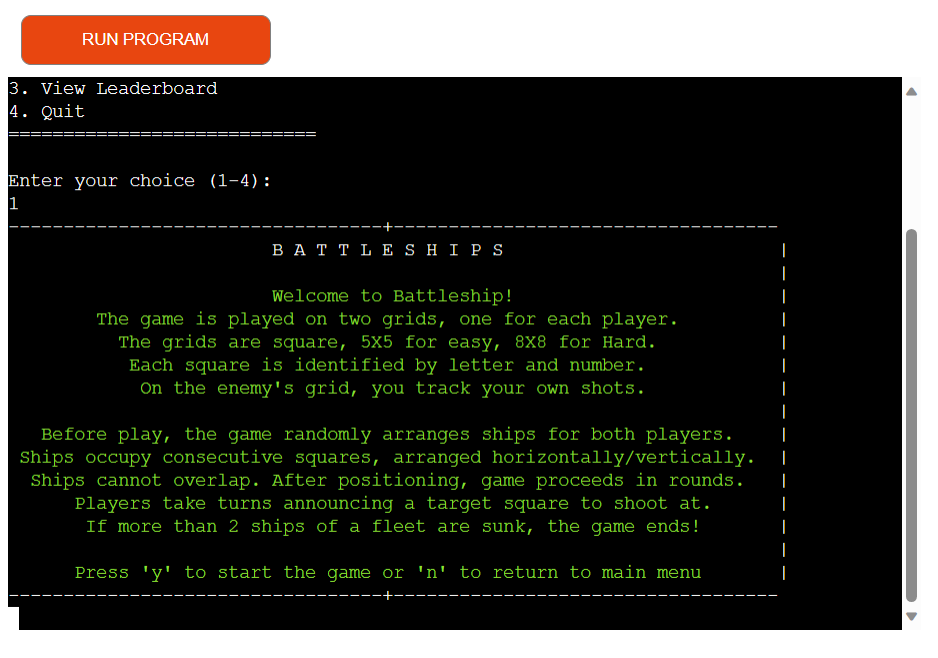 RUN PROGRAM
3. View Leaderboard
4. Quit
============================
Enter your choice (1-4):
1
----------------------------------+-----------------------------------
B A T T L E S H I P S |
|
Welcome to Battleship! |
The game is played on two grids, one for each player. |
The grids are square, 5X5 for easy, 8X8 for Hard. |
Each square is identified by letter and number. |
On the enemy's grid, you track your own shots. |
|
Before play, the game randomly arranges ships for both players. |
Ships occupy consecutive squares, arranged horizontally/vertically. |
Ships cannot overlap. After positioning, game proceeds in rounds. |
Players take turns announcing a target square to shoot at. |
If more than 2 ships of a fleet are sunk, the game ends! |
|
Press 'y' to start the game or 'n' to return to main menu |
----------------------------------+-----------------------------------